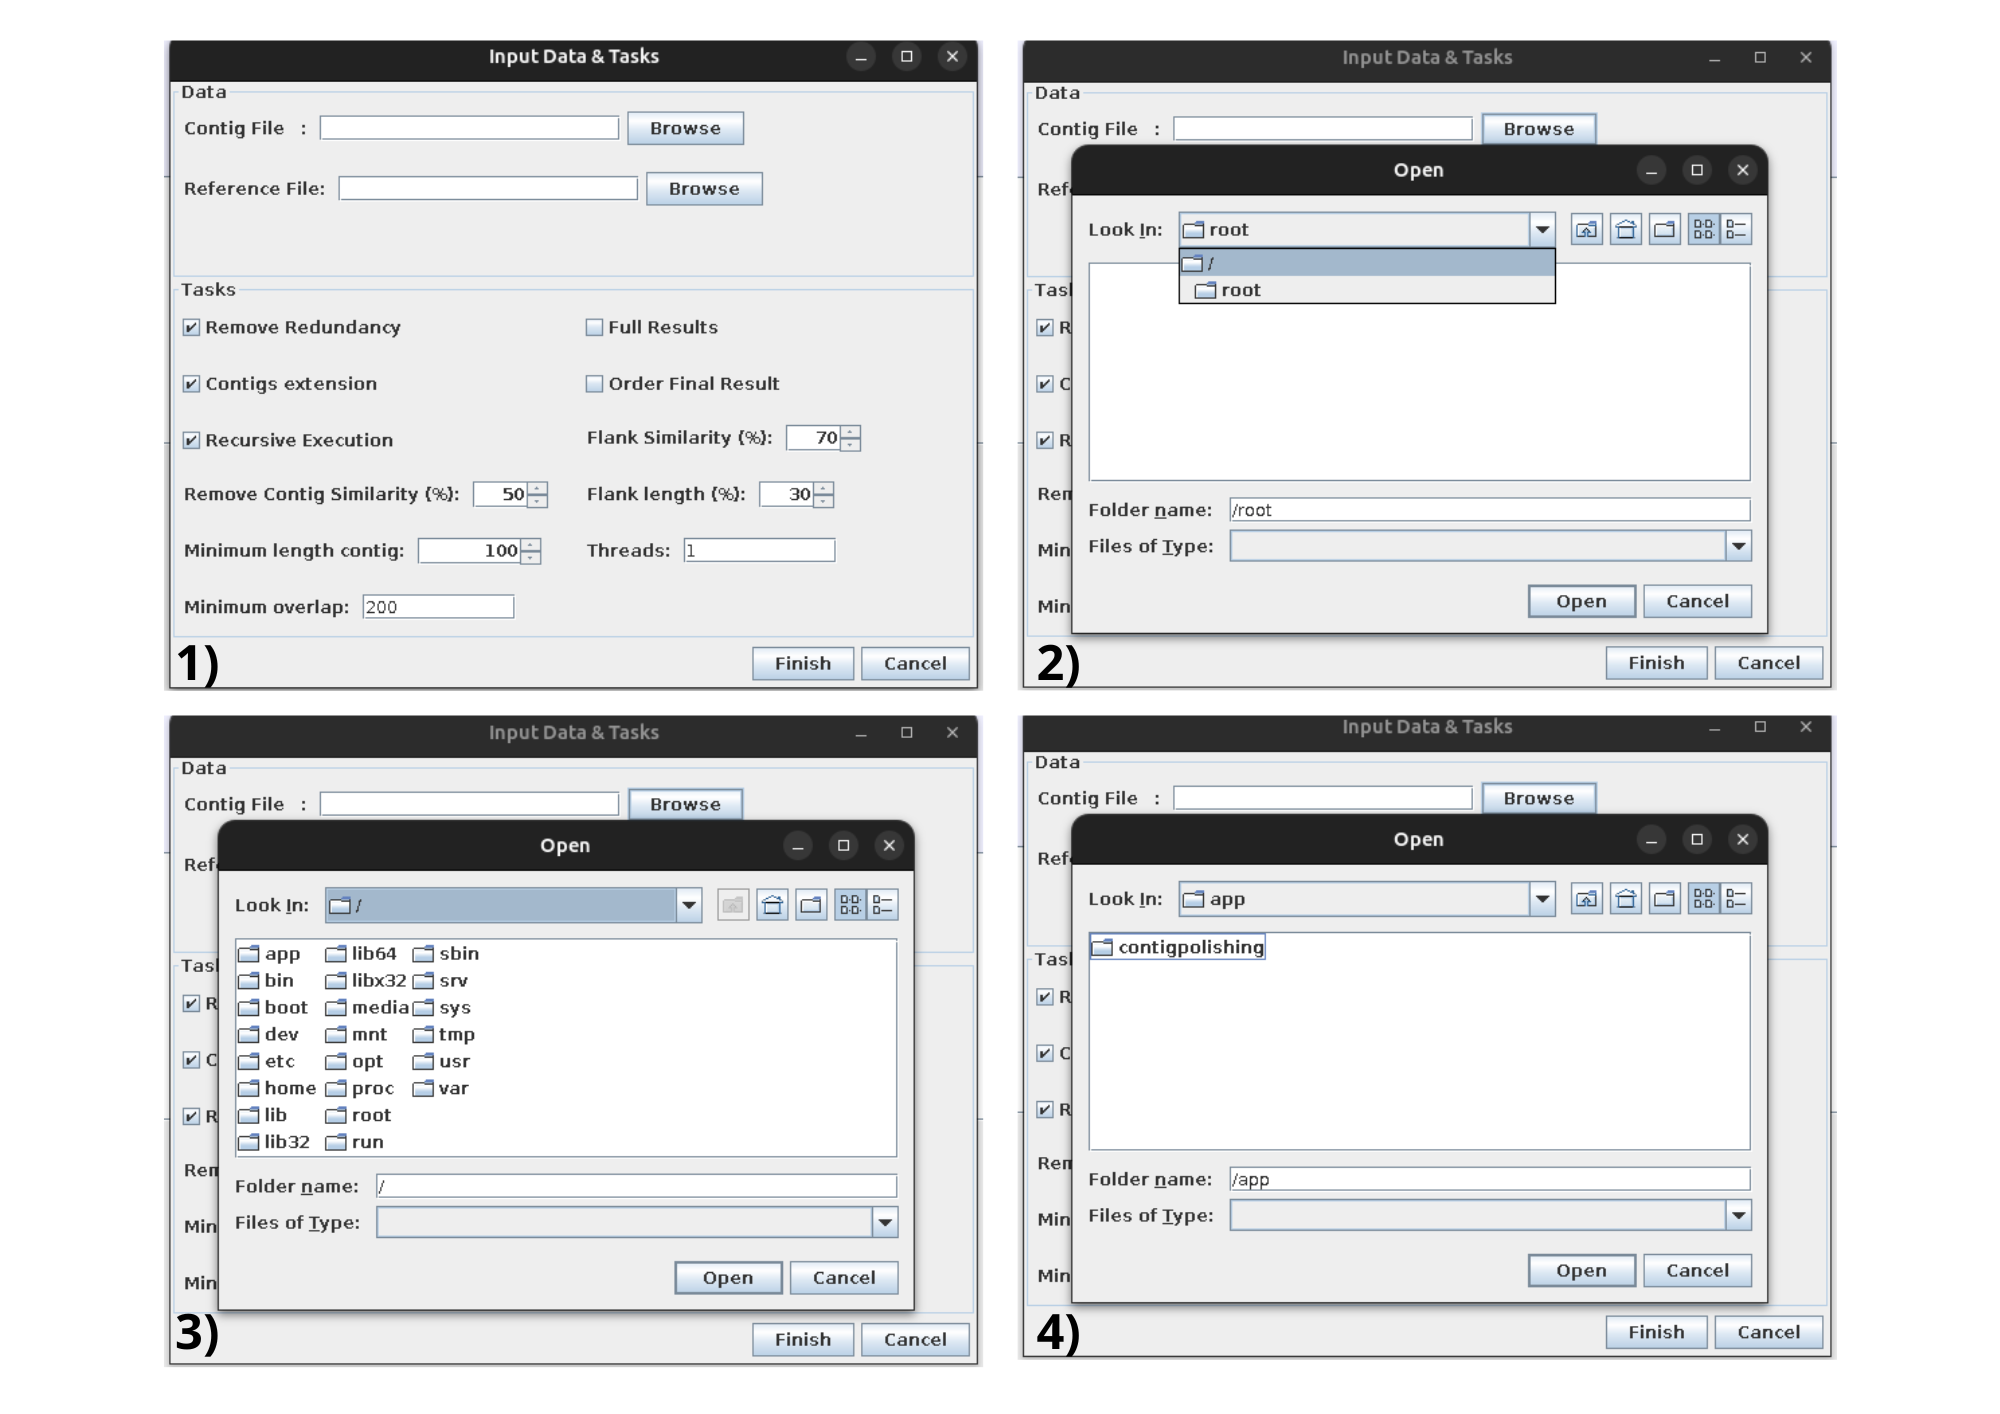 Input Data & Tasks
Data
Contig File : Browse
Reference File: Browse
Tasks
Remove Redundancy Full Results
Contigs extension Order Final Result
Recursive Execution Flank Similarity (%): 70
Remove Contig Similarity (%): 50 Flank length (%): 30
Minimum length contig: 100 Threads: 1
Minimum overlap: 200
1) Finish Cancel
Input Data & Tasks
Data
Contig File : Browse
Open
Ref
Look In: root
/
Tas
root
R
C
R
Rem
Folder name: /root
Min Files of Type:
Min Open Cancel
2) Finish Cancel
Input Data & Tasks
Data
Contig File : Browse
Open
Ref
Look In: /
app lib64 sbin
Tas
bin libx32 srv
R boot media sys
dev mnt tmp
C etc opt usr
home proc var
R lib root
lib32 run
Rem
Folder name: /
Min Files of Type:
Min Open Cancel
3) Finish Cancel
Input Data & Tasks
Data
Contig File : Browse
Open
Ref
Look In: app
contigpolishing
Tas
R
C
R
Rem
Folder name: /app
Min Files of Type:
Min Open Cancel
4) Finish Cancel